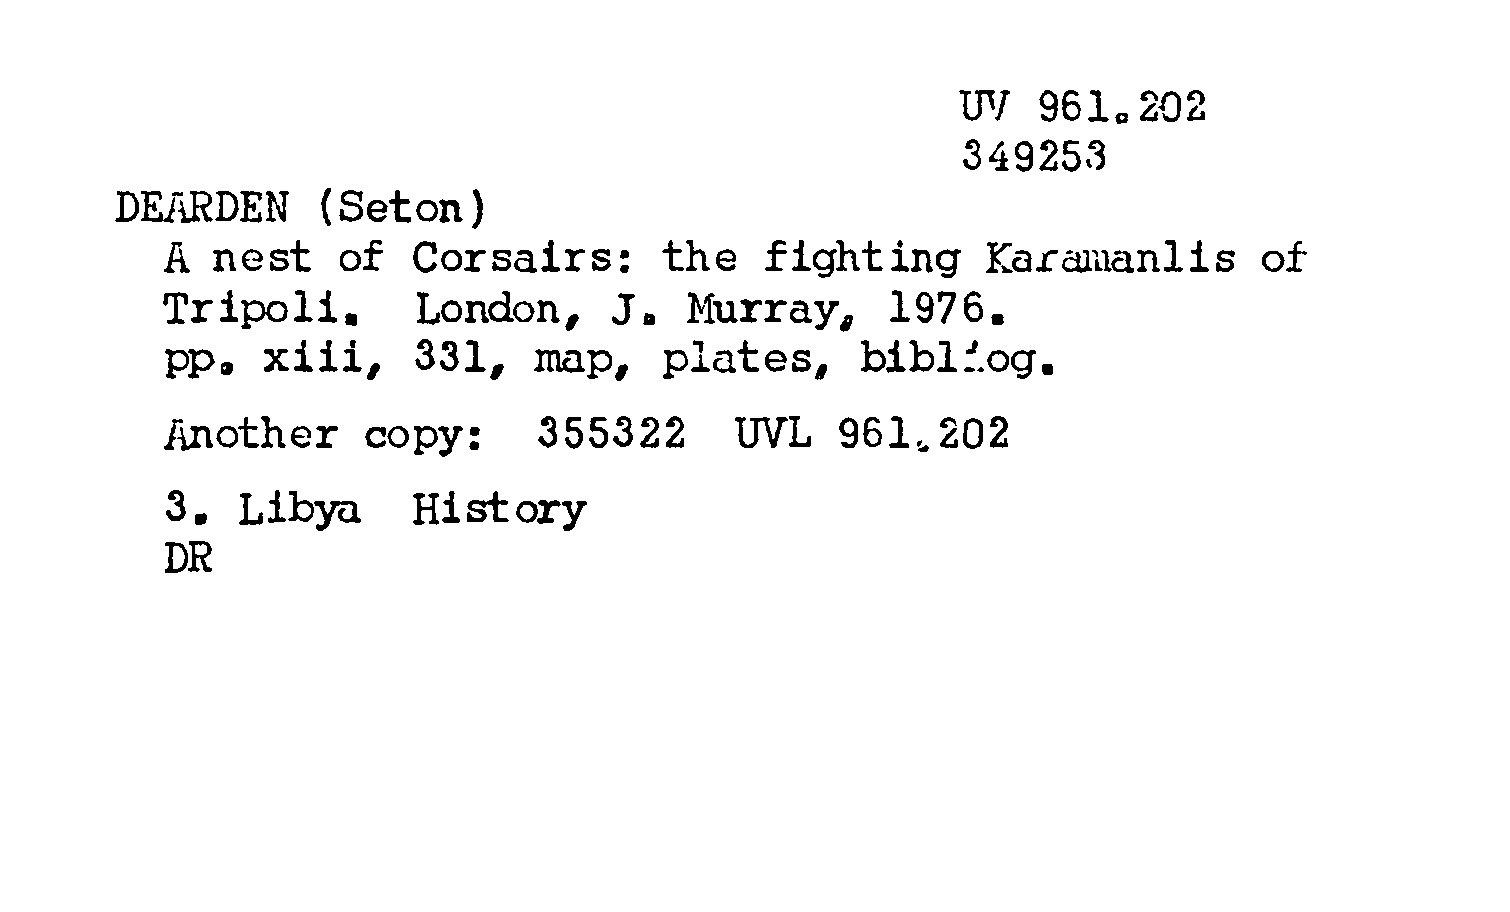 UV 961.202
349253
DEARDEN (Seton)
A nest of Corsairs: the fighting Karamanlis of
Tripoli. London, J. Murray, 1976.
pp. xiii, 331, map, plates, bibliog.
Another copy: 355322 UVL 961.202
3. Libya History
DR